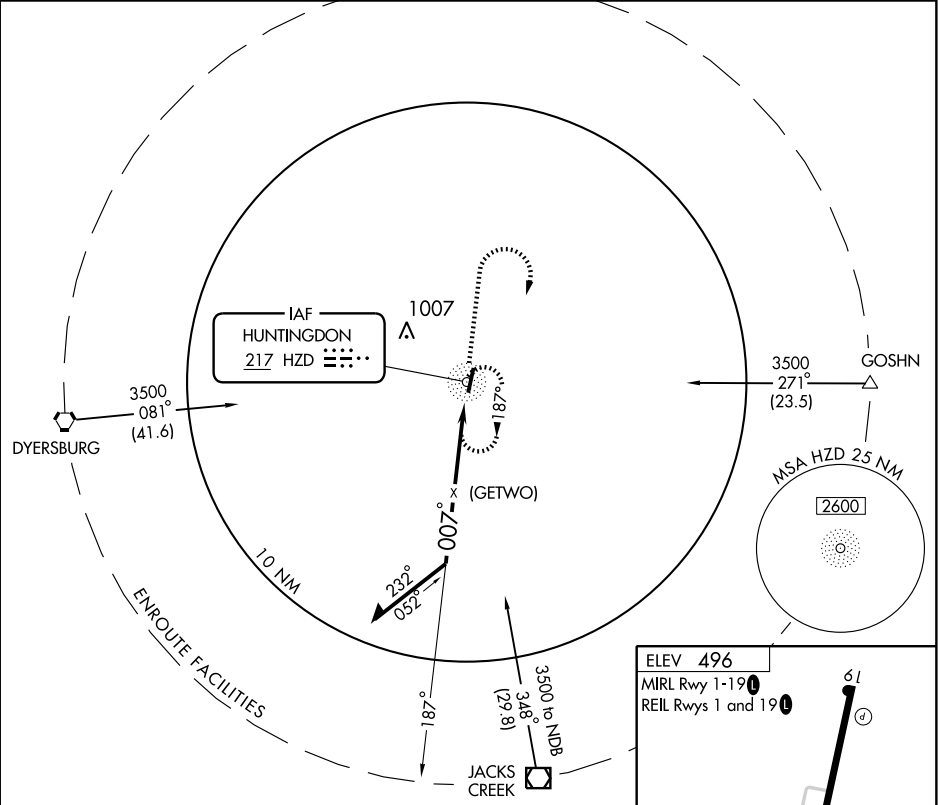 IAF
HUNTINGDON
217 HZD
1007
3500
081°
(41.6)
DYERSBURG
3500
271°
(23.5)
GOSHN
187°
MSA HZD 25 NM
2600
(GETWO)
007°
10 NM
232°
052°
ENROUTE FACILITIES
187°
3500 to NDB
348°
(29.8)
JACKS
CREEK
ELEV 496
MIRL Rwy 1-19 L
REIL Rwys 1 and 19 L
19
P